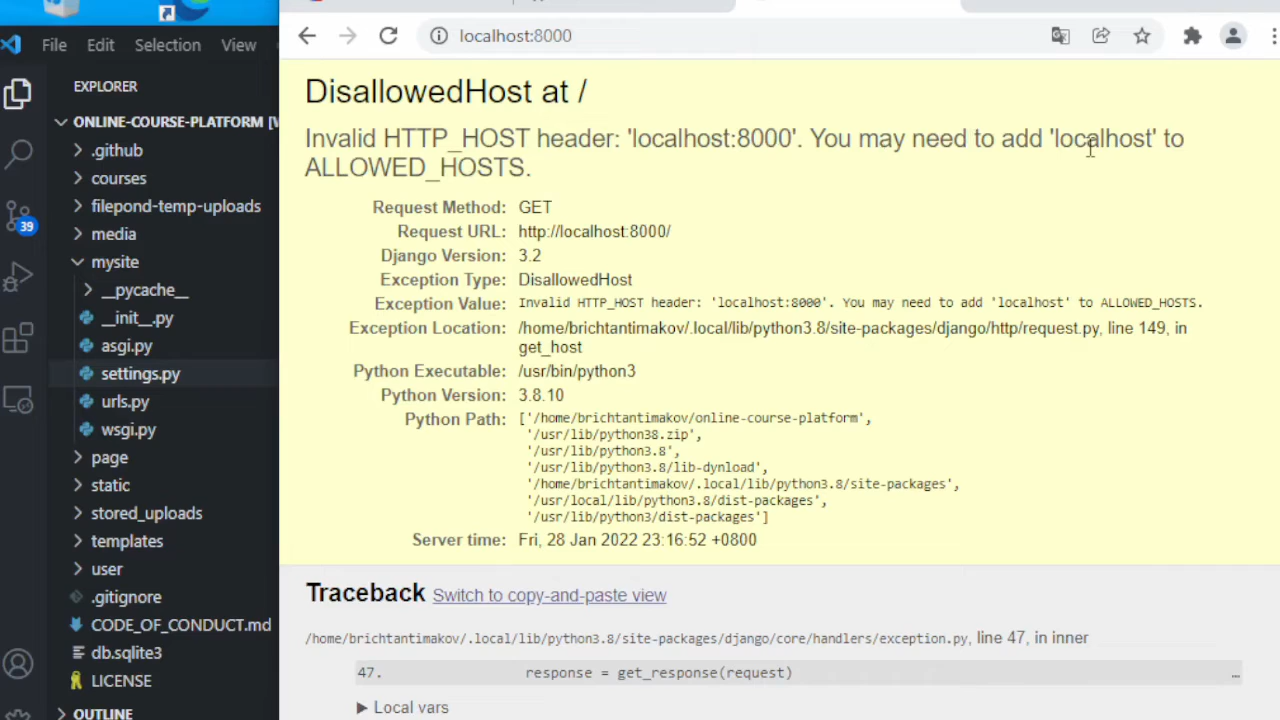 File Edit Selection View
EXPLORER
ONLINE-COURSE-PLATFORM [W
.github
courses
filepond-temp-uploads
media
mysite
__pycache__
__init__.py
asgi.py
settings.py
urls.py
wsgi.py
page
static
stored_uploads
templates
user
.gitignore
CODE_OF_CONDUCT.md
db.sqlite3
LICENSE
OUTLINE
39
localhost:8000
DisallowedHost at /
Invalid HTTP_HOST header: 'localhost:8000'. You may need to add 'localhost' to
ALLOWED_HOSTS.
Request Method: GET
Request URL: http://localhost:8000/
Django Version: 3.2
Exception Type: DisallowedHost
Exception Value: Invalid HTTP_HOST header: 'localhost:8000'. You may need to add 'localhost' to ALLOWED_HOSTS.
Exception Location: /home/brichtantimakov/.local/lib/python3.8/site-packages/django/http/request.py, line 149, in
get_host
Python Executable: /usr/bin/python3
Python Version: 3.8.10
Python Path: ['/home/brichtantimakov/online-course-platform',
'/usr/lib/python38.zip',
'/usr/lib/python3.8',
'/usr/lib/python3.8/lib-dynload',
'/home/brichtantimakov/.local/lib/python3.8/site-packages',
'/usr/local/lib/python3.8/dist-packages',
'/usr/lib/python3/dist-packages']
Server time: Fri, 28 Jan 2022 23:16:52 +0800
Traceback Switch to copy-and-paste view
/home/brichtantimakov/.local/lib/python3.8/site-packages/django/core/handlers/exception.py, line 47, in inner
47. response = get_response(request) …
▶ Local vars